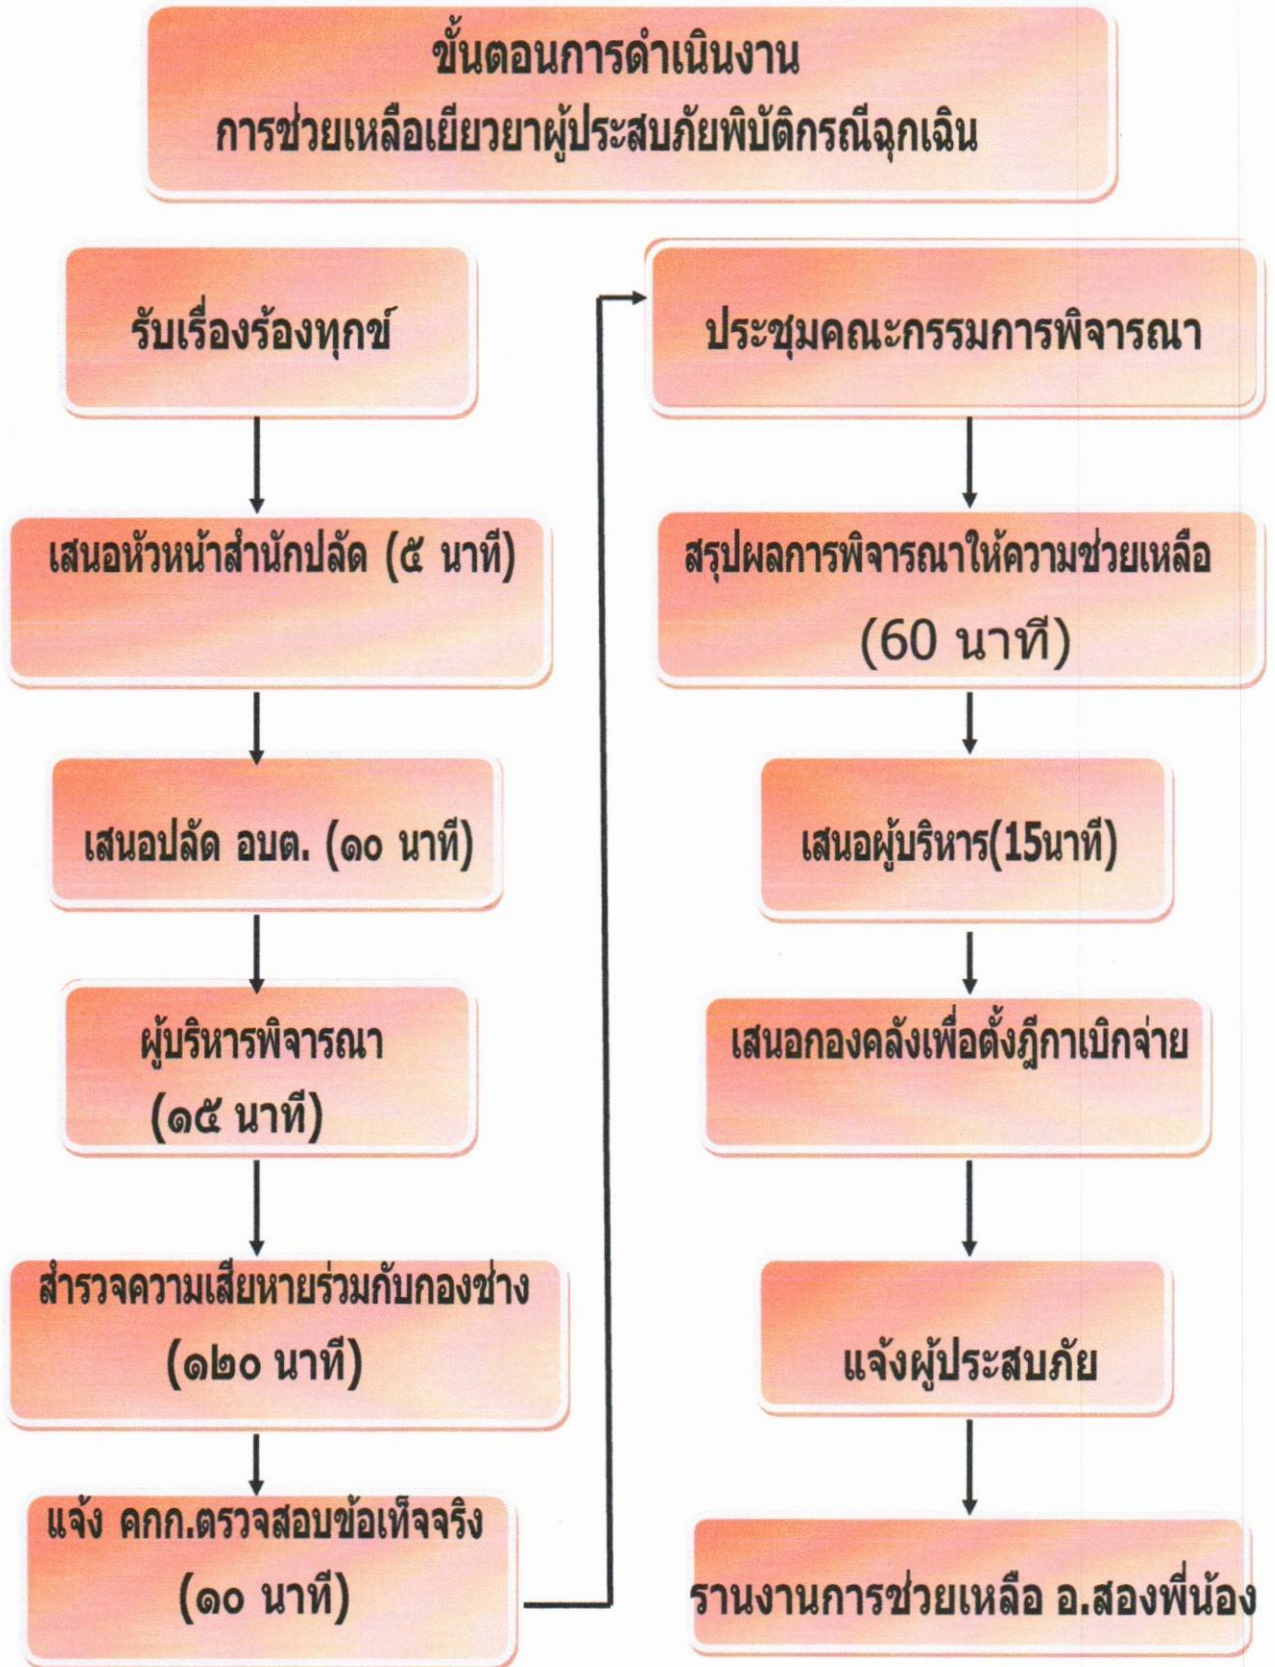 ขั้นตอนการดำเนินงาน
การช่วยเหลือเยียวยาผู้ประสบภัยพิบัติกรณีฉุกเฉิน
รับเรื่องร้องทุกข์
เสนอหัวหน้าสำนักปลัด (๕ นาที)
เสนอปลัด อบต. (๑๐ นาที)
ผู้บริหารพิจารณา
(๑๕ นาที)
สำรวจความเสียหายร่วมกับกองช่าง
(๑๒๐ นาที)
แจ้ง คกก.ตรวจสอบข้อเท็จจริง
(๑๐ นาที)
ประชุมคณะกรรมการพิจารณา
สรุปผลการพิจารณาให้ความช่วยเหลือ
(60 นาที)
เสนอผู้บริหาร(15นาที)
เสนอกองคลังเพื่อตั้งฎีกาเบิกจ่าย
แจ้งผู้ประสบภัย
รานงานการช่วยเหลือ อ.สองพี่น้อง